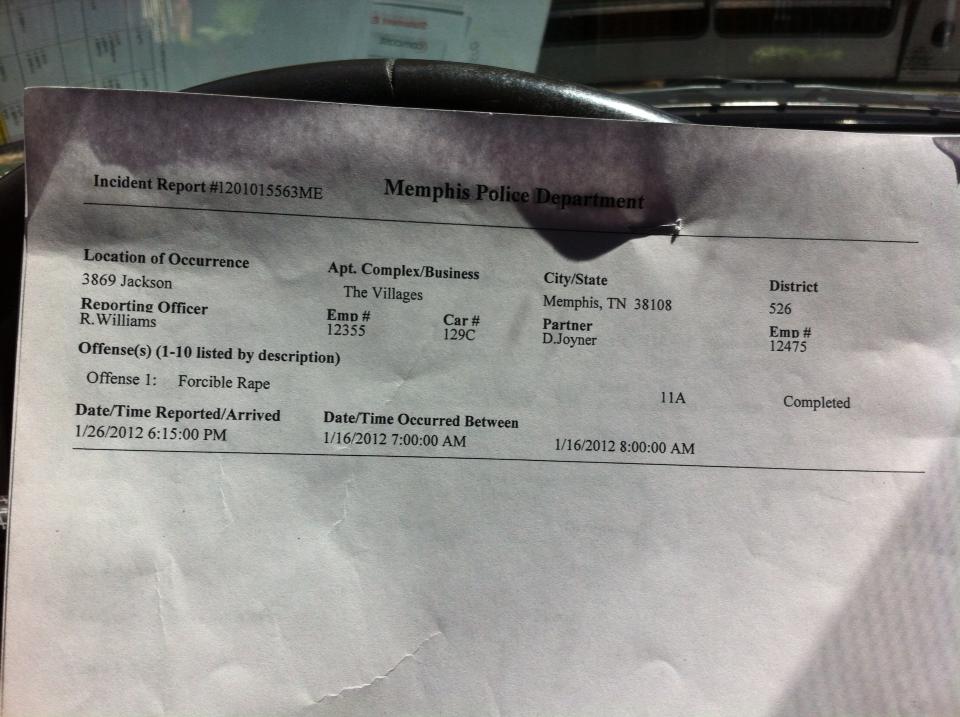 Statement E
Comcast
Incident Report #1201015563ME Memphis Police Department
Location of Occurrence Apt. Complex/Business City/State District
3869 Jackson The Villages Memphis, TN 38108 526
Reporting Officer Emp # Car # Partner Emp #
R.Williams 12355 129C D.Joyner 12475
Offense(s) (1-10 listed by description)
Offense 1: Forcible Rape 11A Completed
Date/Time Reported/Arrived Date/Time Occurred Between
1/26/2012 6:15:00 PM 1/16/2012 7:00:00 AM 1/16/2012 8:00:00 AM